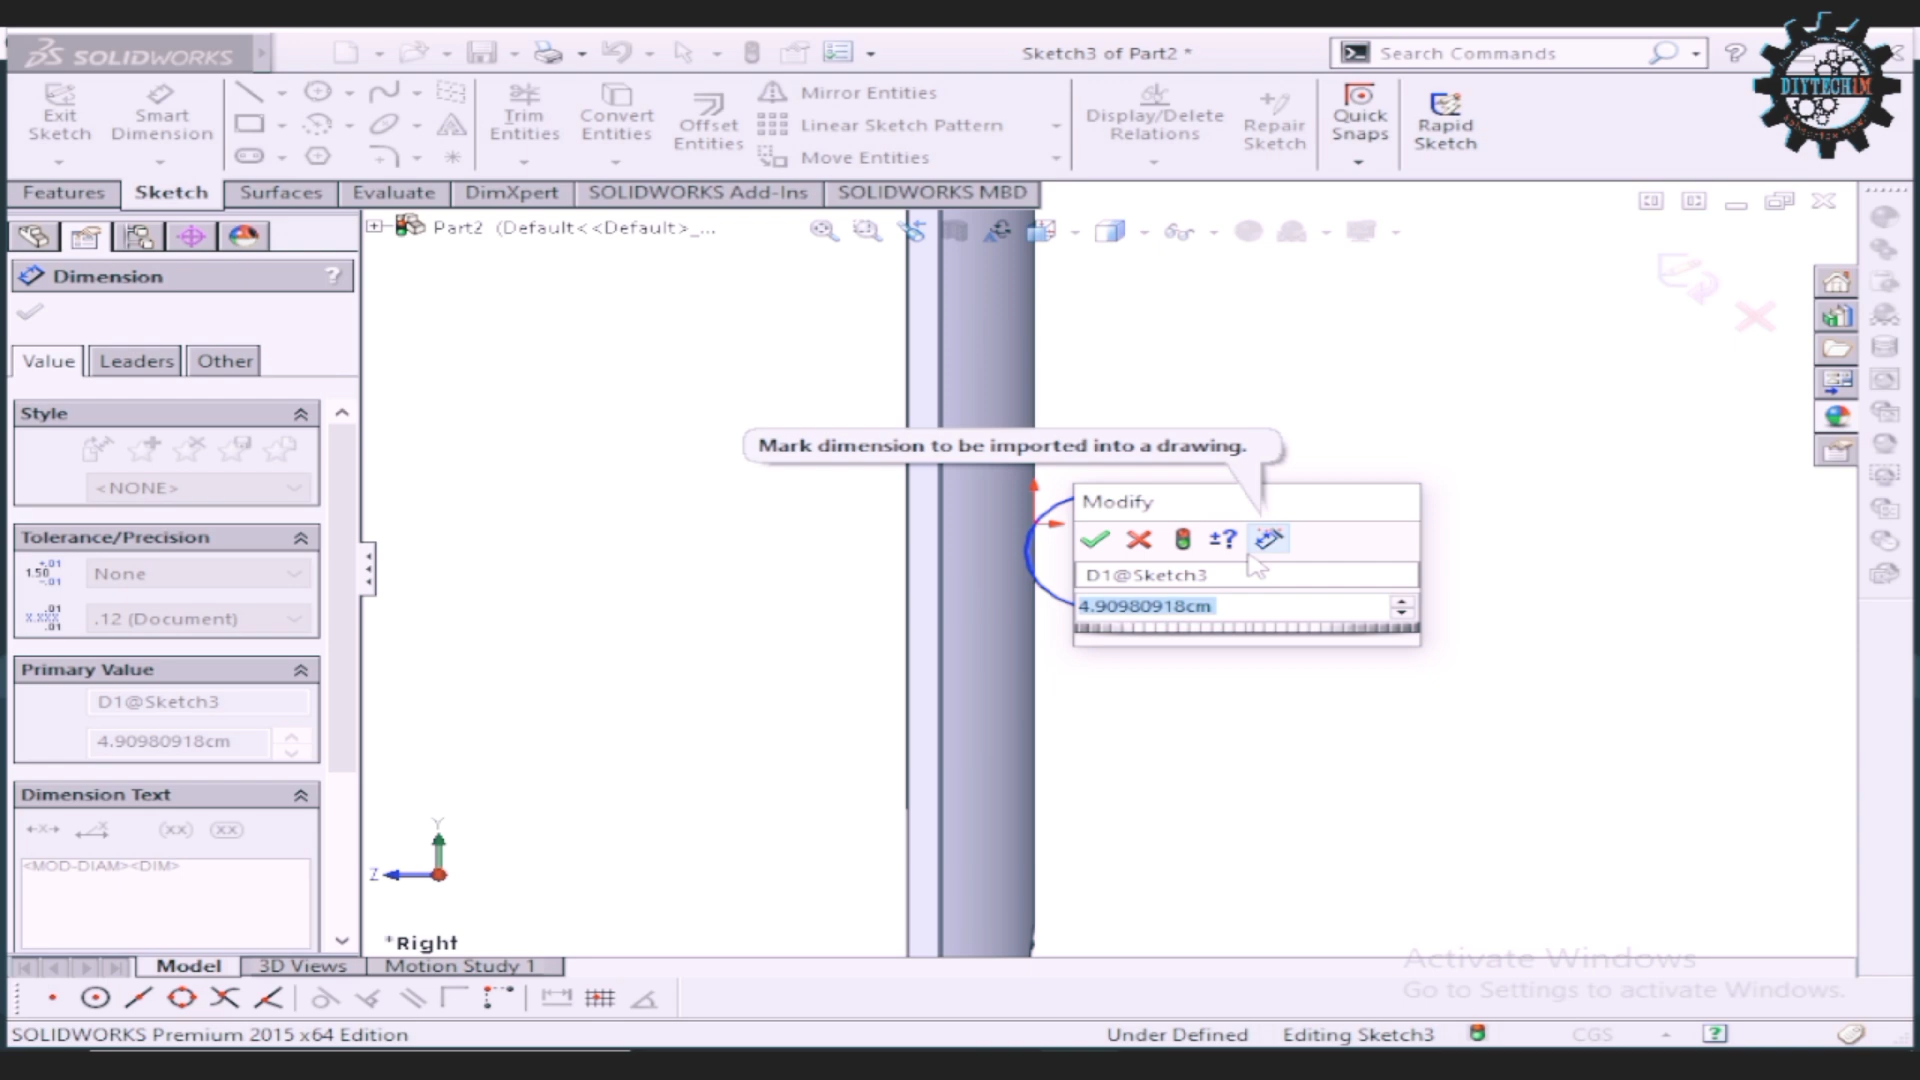 SOLIDWORKS
Sketch3 of Part2 *
Search Commands
DIYTECH1M
Exit Sketch
Smart Dimension
Trim Entities
Convert Entities
Offset Entities
Mirror Entities
Linear Sketch Pattern
Move Entities
Display/Delete Relations
Repair Sketch
Quick Snaps
Rapid Sketch
Features
Sketch
Surfaces
Evaluate
DimXpert
SOLIDWORKS Add-Ins
SOLIDWORKS MBD
Part2 (Default<<Default>_...
Dimension
?
Value
Leaders
Other
Style
<NONE>
Tolerance/Precision
None
.12 (Document)
Primary Value
D1@Sketch3
4.90980918cm
Dimension Text
<MOD-DIAM><DIM>
Mark dimension to be imported into a drawing.
Modify
±?
D1@Sketch3
4.90980918cm
Y
Z
*Right
Model
3D Views
Motion Study 1
Activate Windows
Go to Settings to activate Windows.
SOLIDWORKS Premium 2015 x64 Edition
Under Defined
Editing Sketch3
CGS